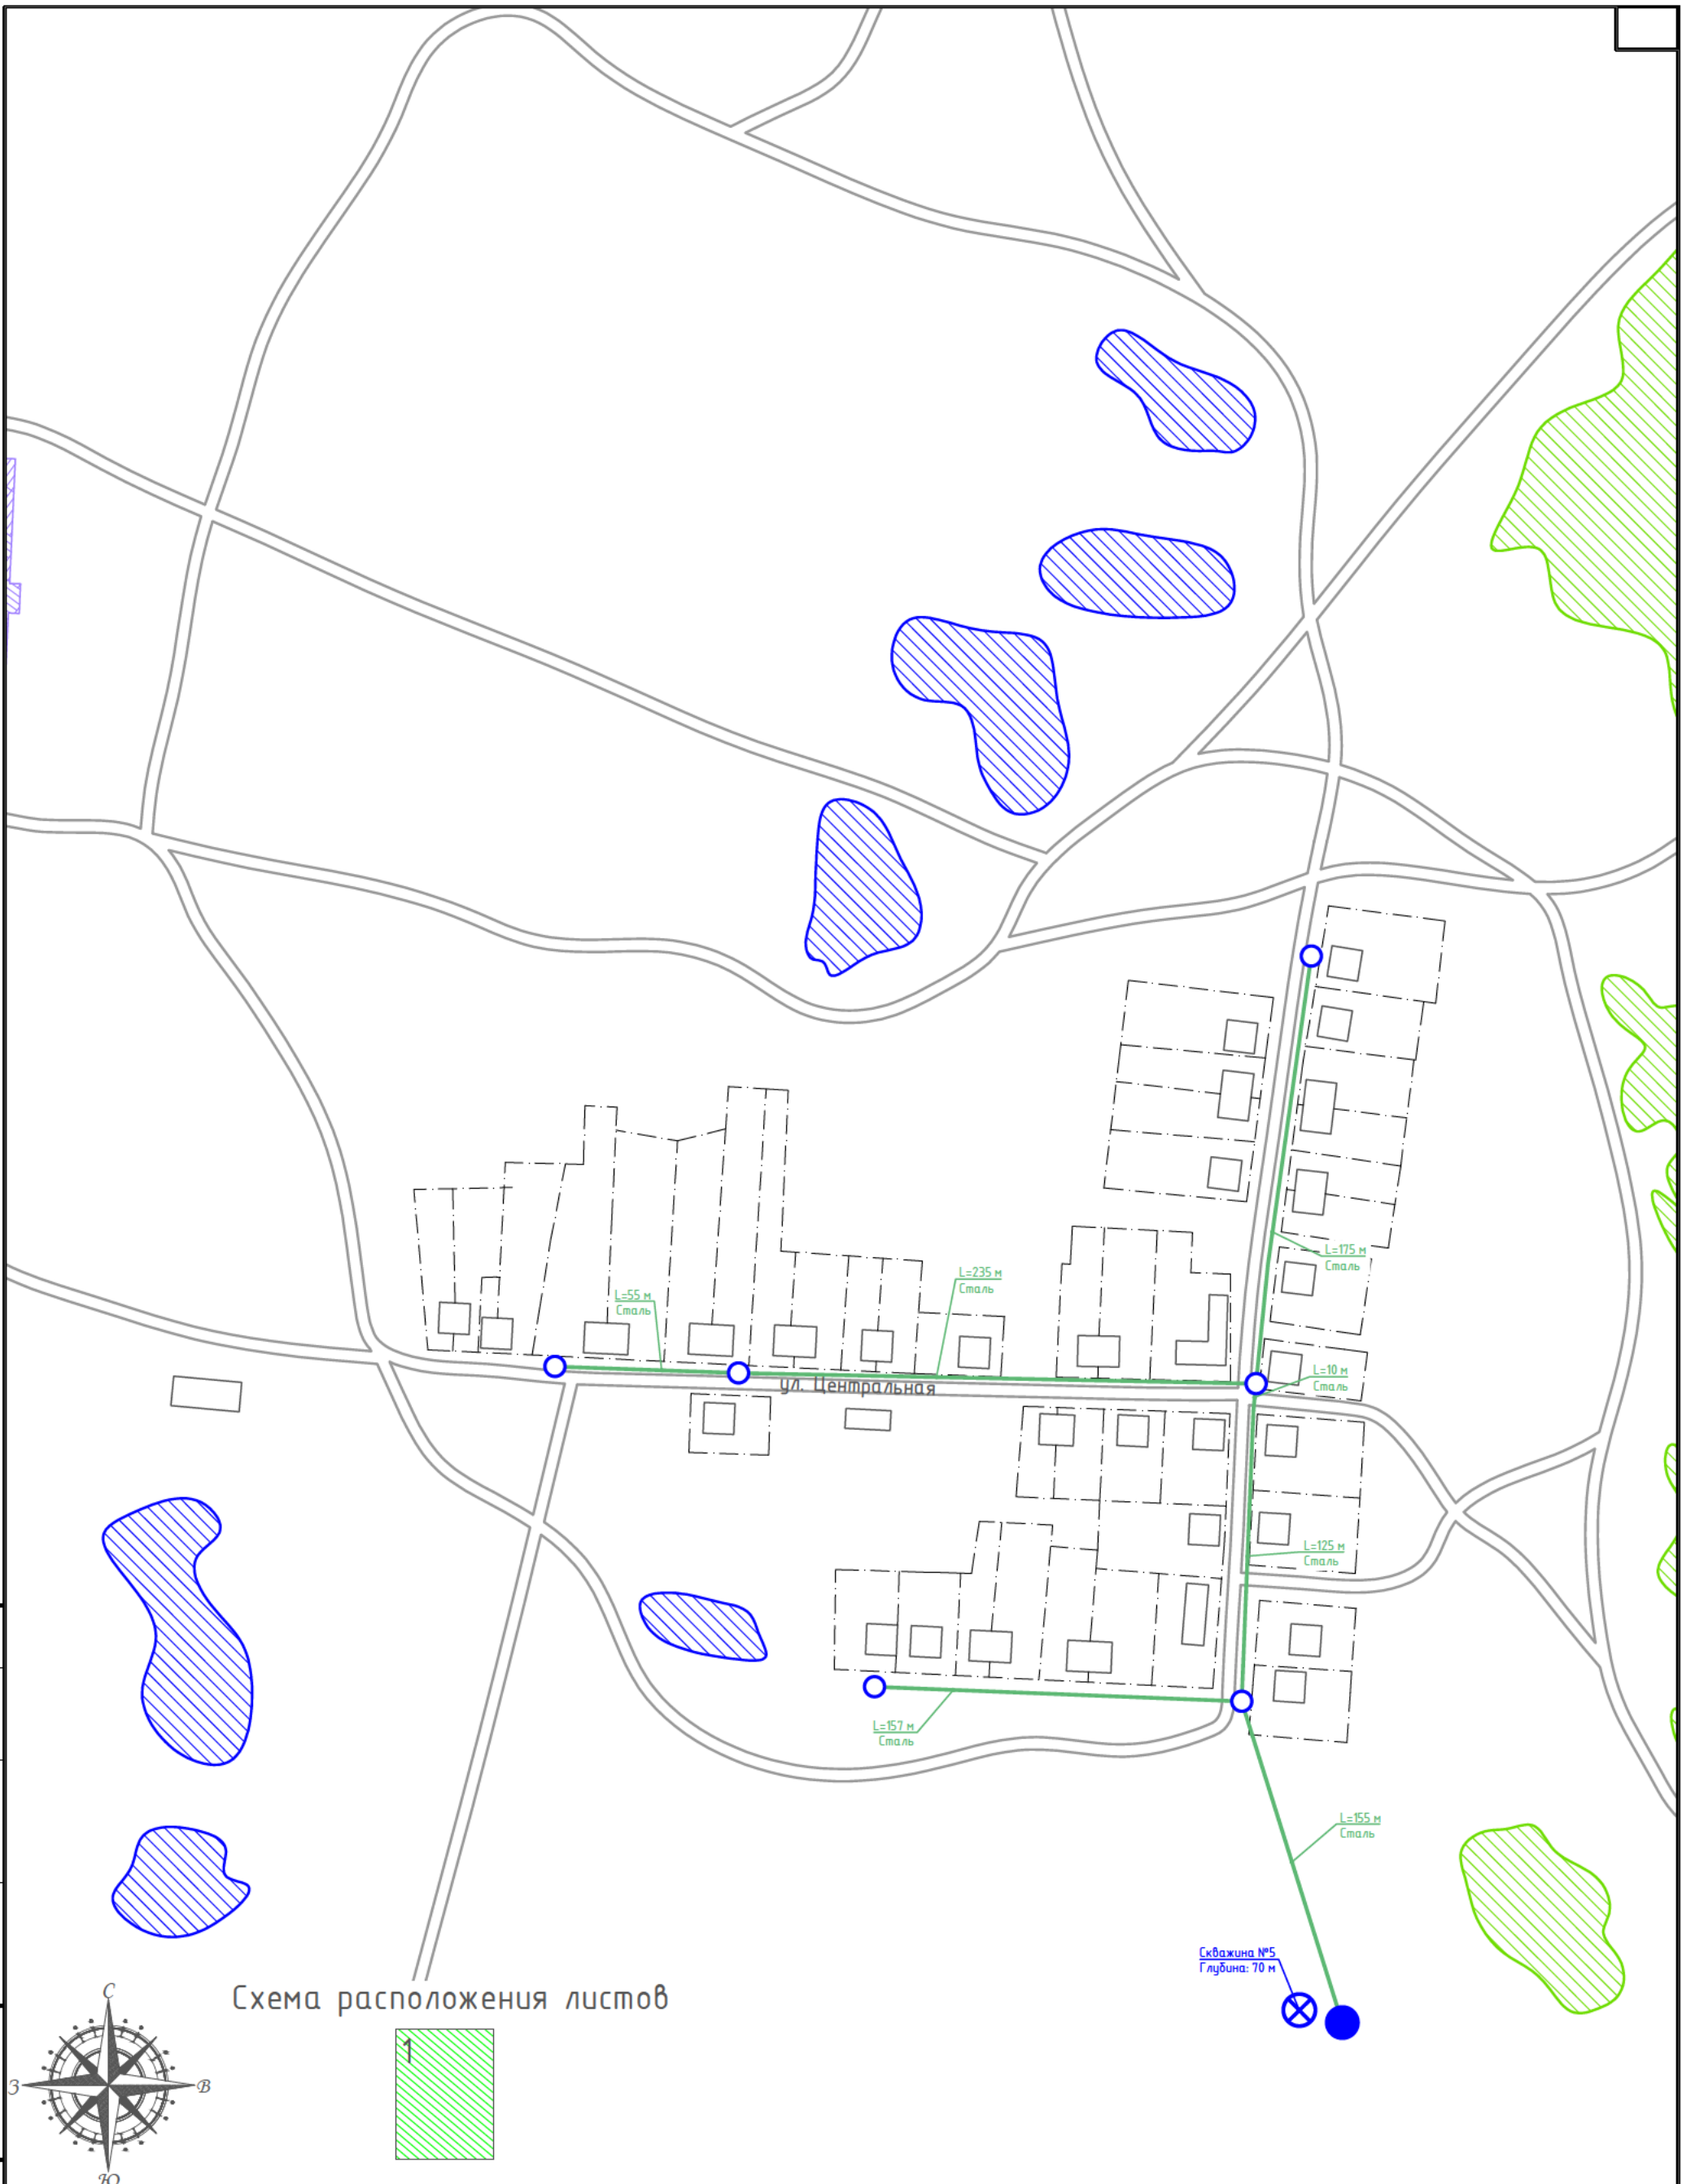 L=175 м
Сталь
L=235 м
Сталь
L=55 м
Сталь
L=10 м
Сталь
ул. Центральная
L=125 м
Сталь
L=157 м
Сталь
L=155 м
Сталь
Скважина №5
Глубина: 70 м
Схема расположения листов
1
С
З
В
Ю